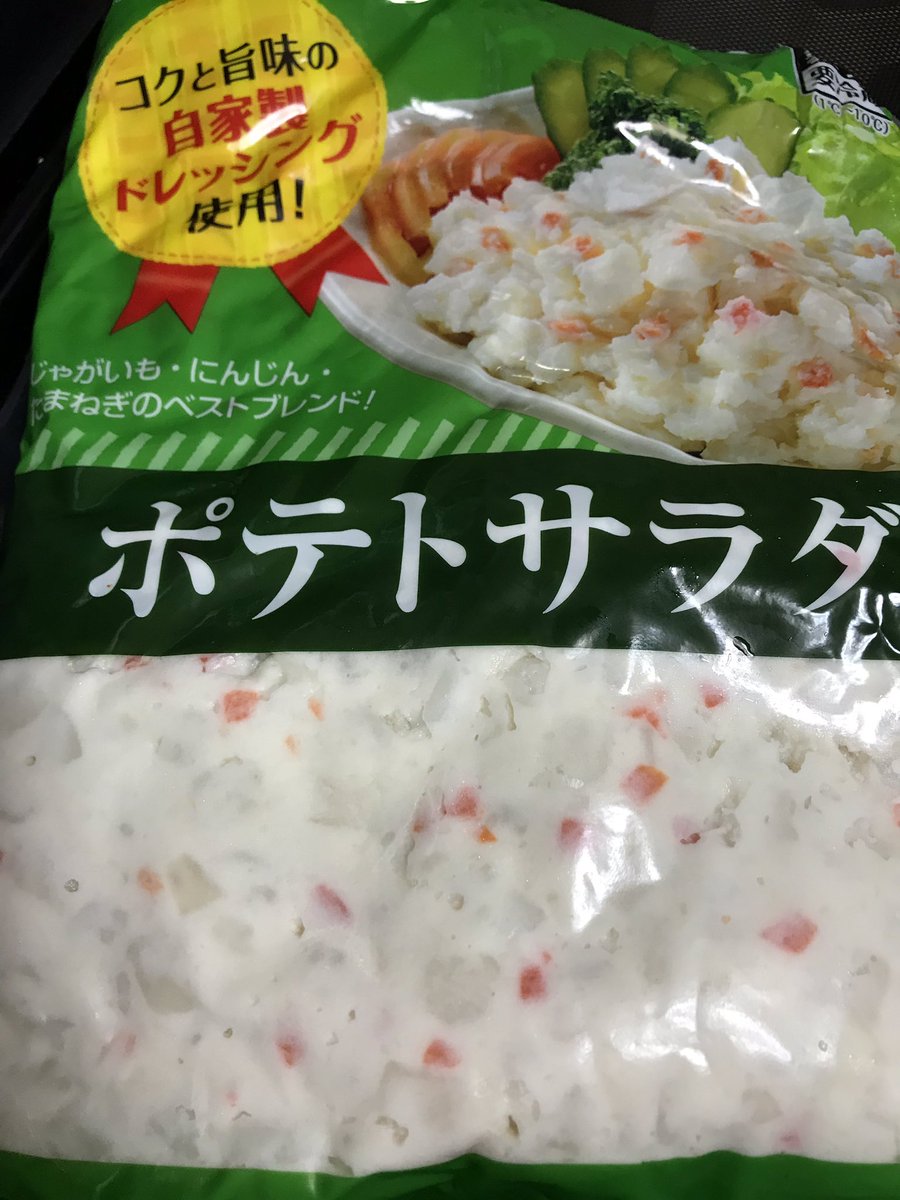 コクと旨味の
自家製
ドレッシング
使用!
(1℃~10℃)
じゃがいも・にんじん・
たまねぎのベストブレンド!
ポテトサラダ